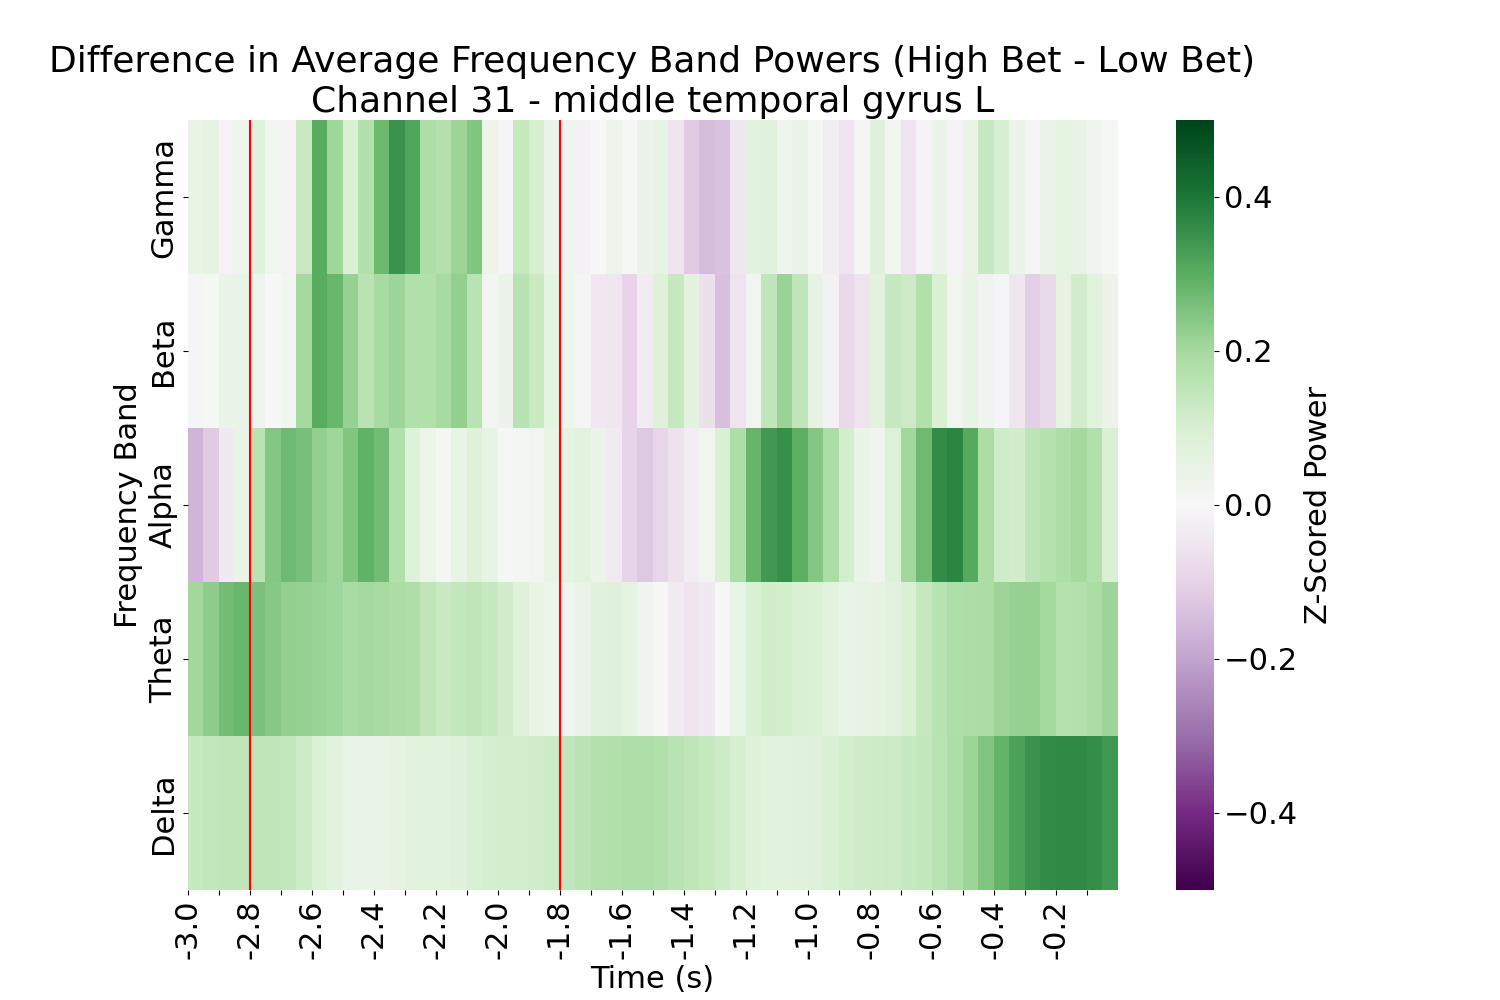 Difference in Average Frequency Band Powers (High Bet - Low Bet)
Channel 31 - middle temporal gyrus L
Frequency Band
Gamma
Beta
Alpha
Theta
Delta
-3.0
-2.8
-2.6
-2.4
-2.2
-2.0
-1.8
-1.6
-1.4
-1.2
-1.0
-0.8
-0.6
-0.4
-0.2
Time (s)
0.4
0.2
0.0
−0.2
−0.4
Z-Scored Power